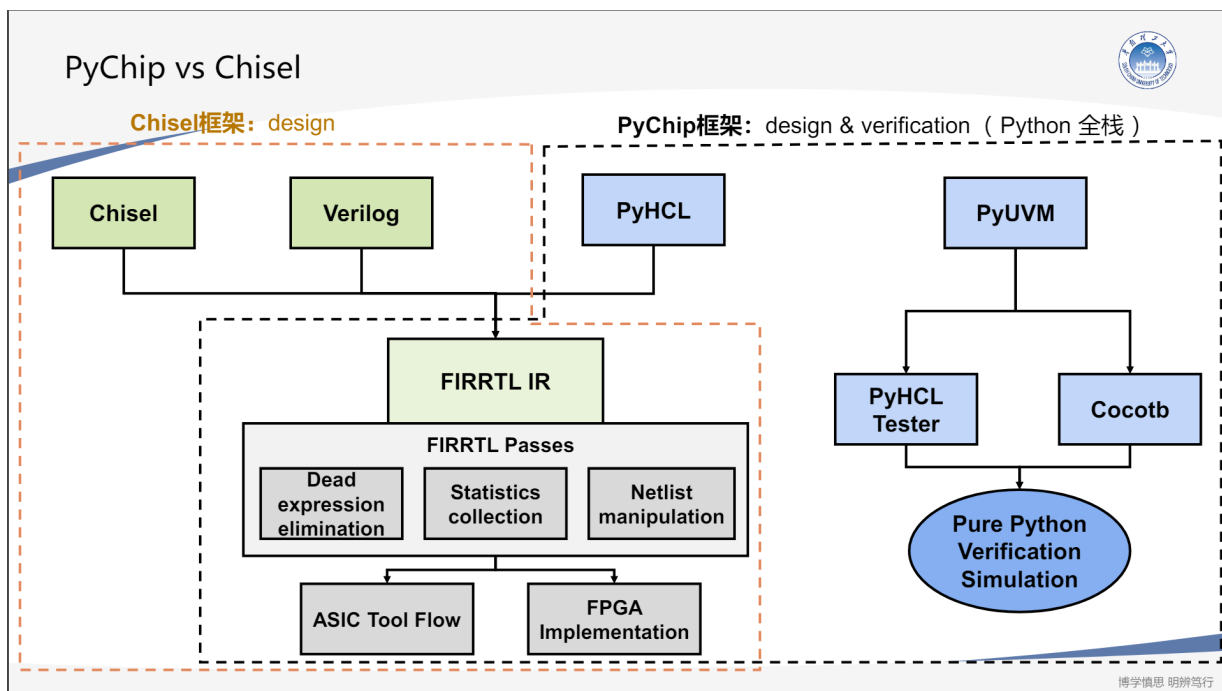 PyChip vs Chisel
Chisel框架：design
PyChip框架：design & verification （ Python 全栈 ）
Chisel
Verilog
PyHCL
PyUVM
FIRRTL IR
PyHCL
Tester
Cocotb
FIRRTL Passes
Dead
expression
elimination
Statistics
collection
Netlist
manipulation
Pure Python
Verification
Simulation
ASIC Tool Flow
FPGA
Implementation
博学慎思 明辨笃行